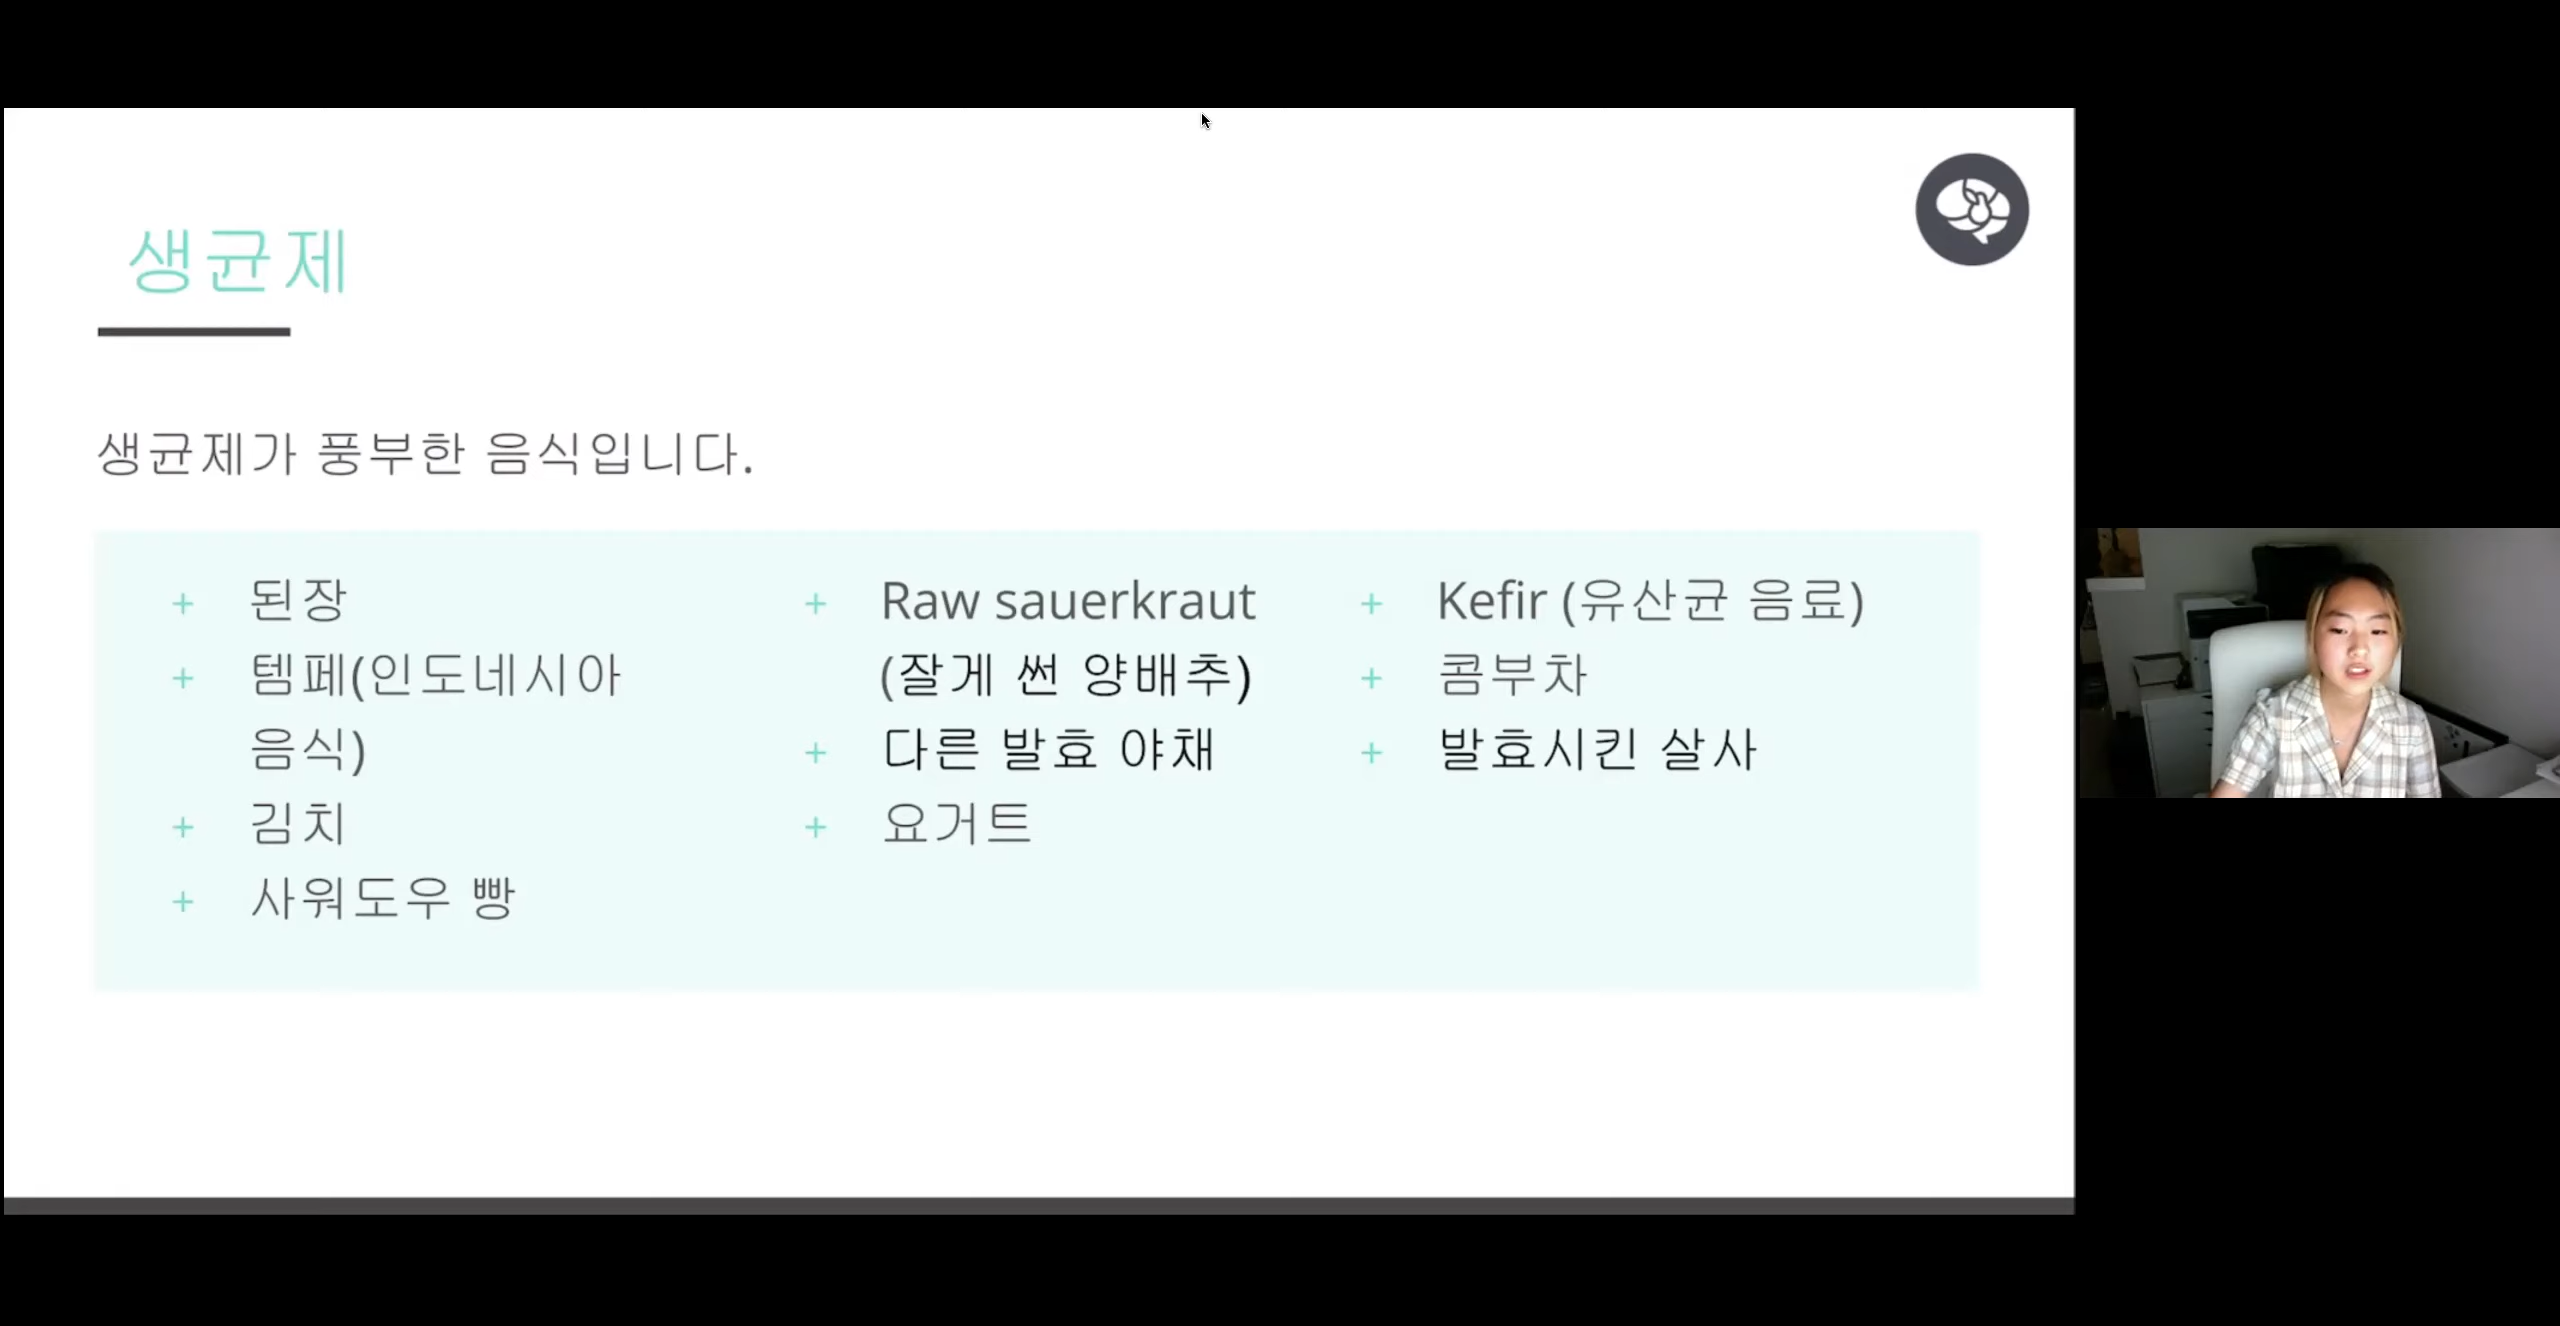 생균제
생균제가 풍부한 음식입니다.
+ 된장
+ 템페(인도네시아
음식)
+ 김치
+ 사워도우 빵
+ Raw sauerkraut
(잘게 썬 양배추)
+ 다른 발효 야채
+ 요거트
+ Kefir (유산균 음료)
+ 콤부차
+ 발효시킨 살사